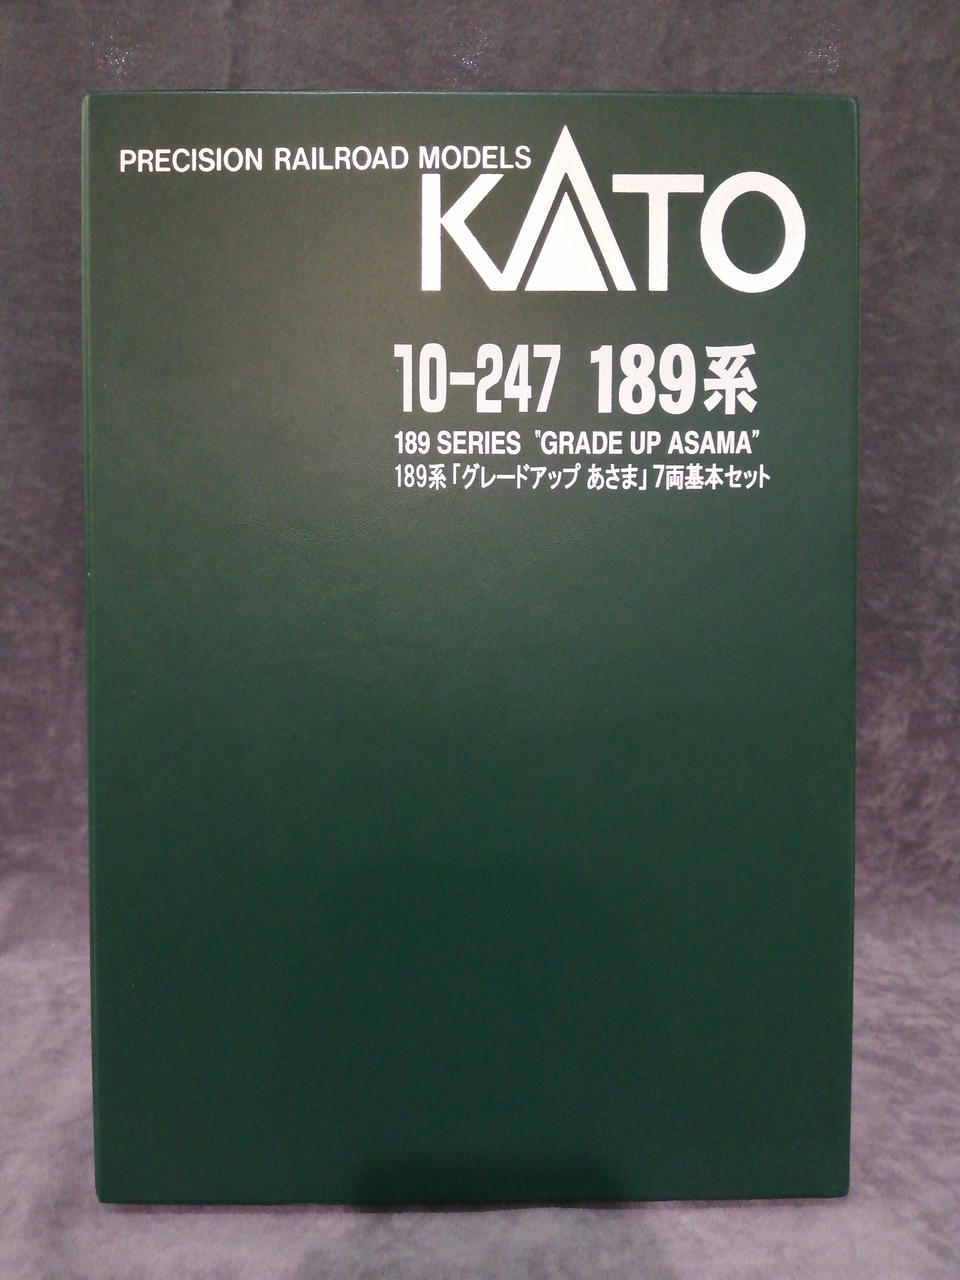 PRECISION RAILROAD MODELS
KATO
10-247 189系
189 SERIES "GRADE UP ASAMA"
189系「グレードアップ あさま」7両基本セット